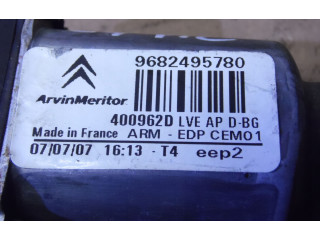 9682495780
ArvinMeritor
400962D LVE AP D-BG
Made in France ARM - EDP CEM01
07/07/07 16:13 - T4 eep2